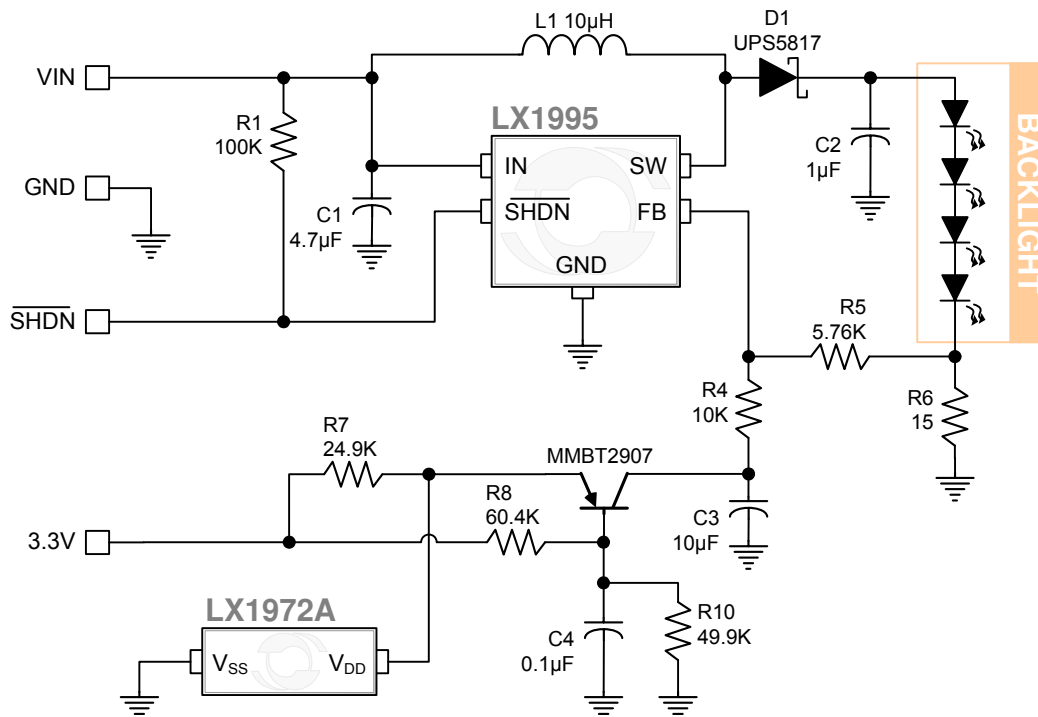 L1 10µH
D1
UPS5817
VIN
R1
100K
LX1995
IN
SW
C2
1µF
BACKLIGHT
GND
C1
4.7µF
SHDN
FB
GND
SHDN
R5
5.76K
R4
10K
R6
15
R7
24.9K
MMBT2907
R8
60.4K
3.3V
C3
10µF
LX1972A
VSS
VDD
C4
0.1µF
R10
49.9K